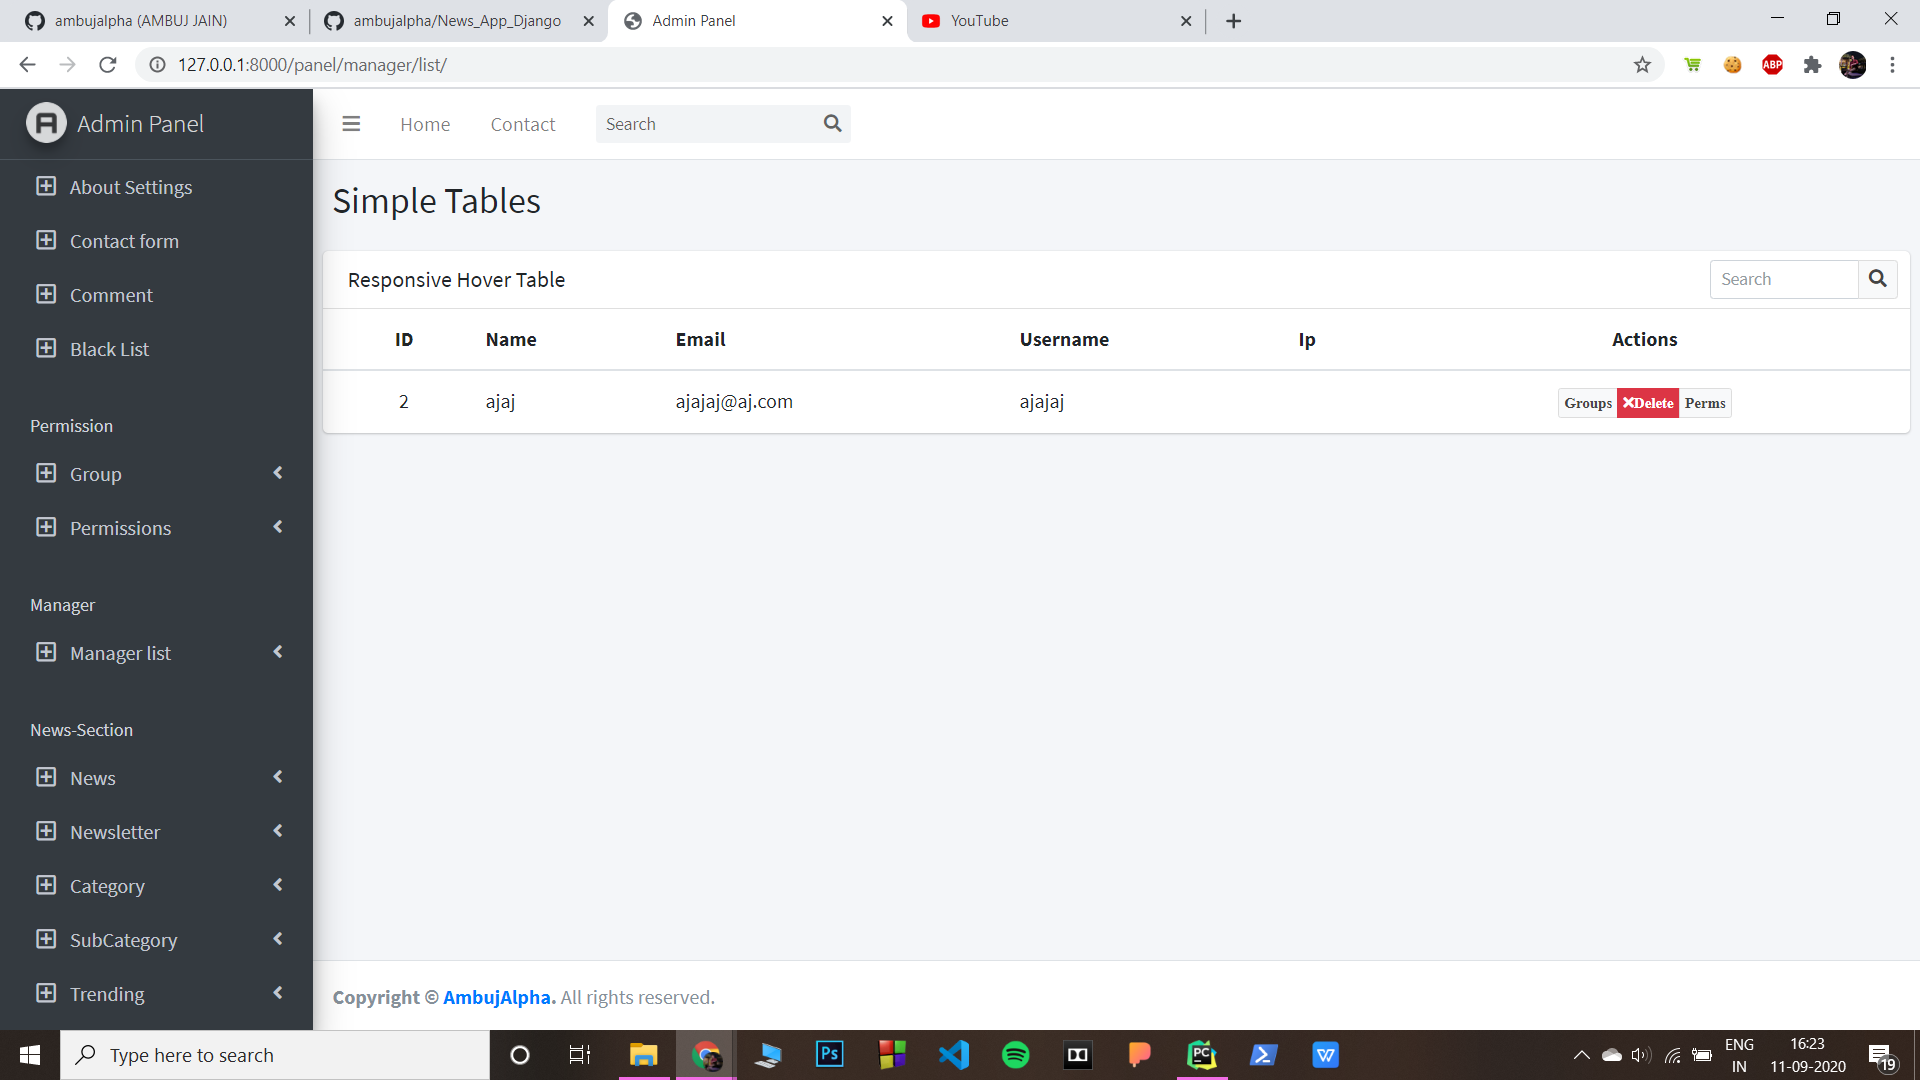 ambujalpha (AMBUJ JAIN)
ambujalpha/News_App_Django
Admin Panel
YouTube
127.0.0.1:8000/panel/manager/list/
ABP
Admin Panel
Home
Contact
Search
About Settings
Contact form
Comment
Black List
Permission
Group
Permissions
Manager
Manager list
News-Section
News
Newsletter
Category
SubCategory
Trending
Simple Tables
Responsive Hover Table
Search
ID Name Email Username Ip Actions
2 ajaj ajajaj@aj.com ajajaj Groups Delete Perms
Copyright © AmbujAlpha. All rights reserved.
Type here to search
Ps
PC
W
ENG
IN
16:23
11-09-2020
19